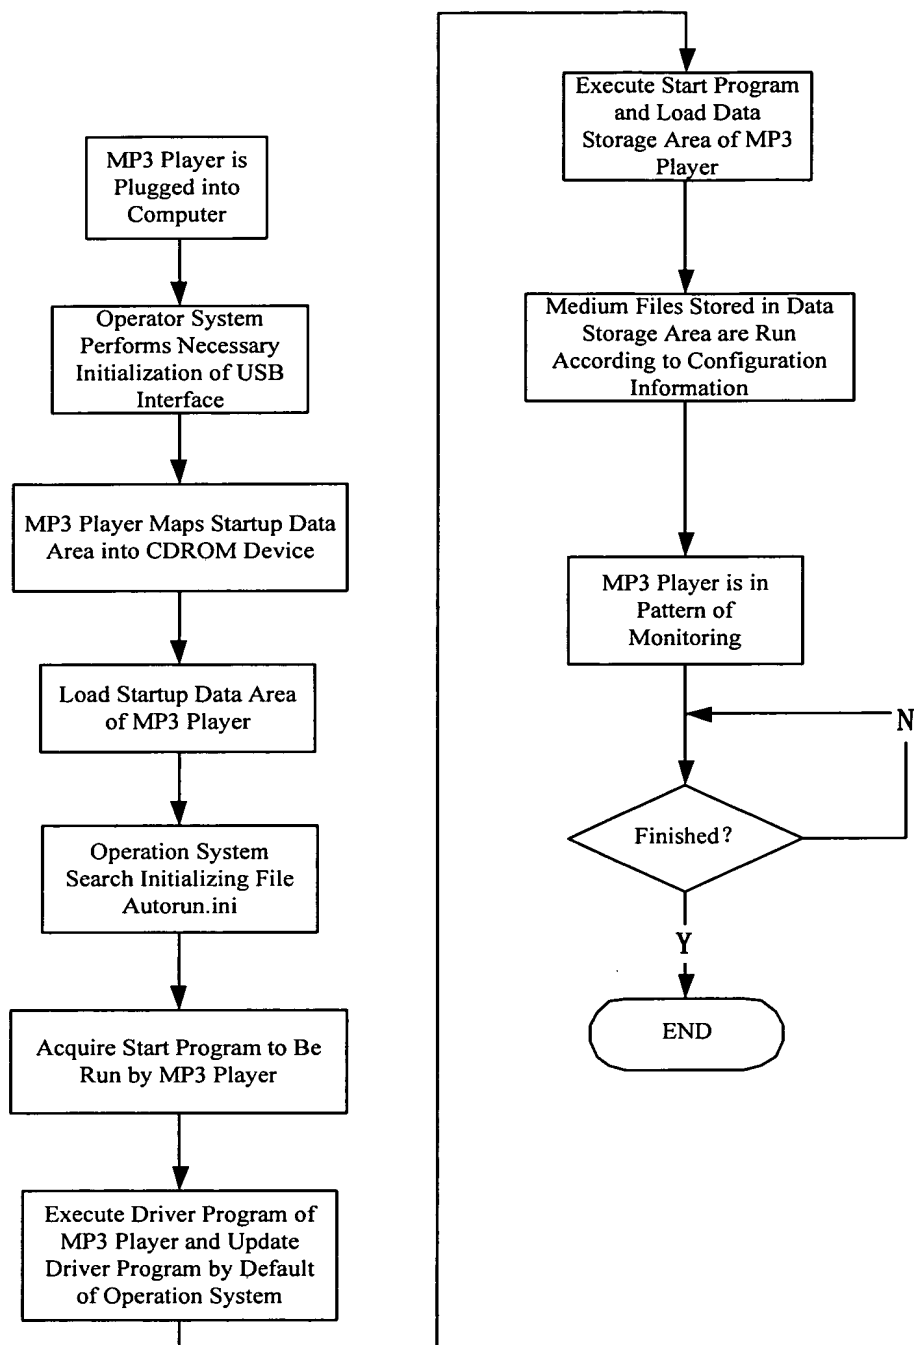 MP3 Player is
Plugged into
Computer
Operator System
Performs Necessary
Initialization of USB
Interface
MP3 Player Maps Startup Data
Area into CDROM Device
Load Startup Data Area
of MP3 Player
Operation System
Search Initializing File
Autorun.ini
Acquire Start Program to Be
Run by MP3 Player
Execute Driver Program of
MP3 Player and Update
Driver Program by Default
of Operation System
Execute Start Program
and Load Data
Storage Area of MP3
Player
Medium Files Stored in Data
Storage Area are Run
According to Configuration
Information
MP3 Player is in
Pattern of
Monitoring
N
Finished?
Y
END